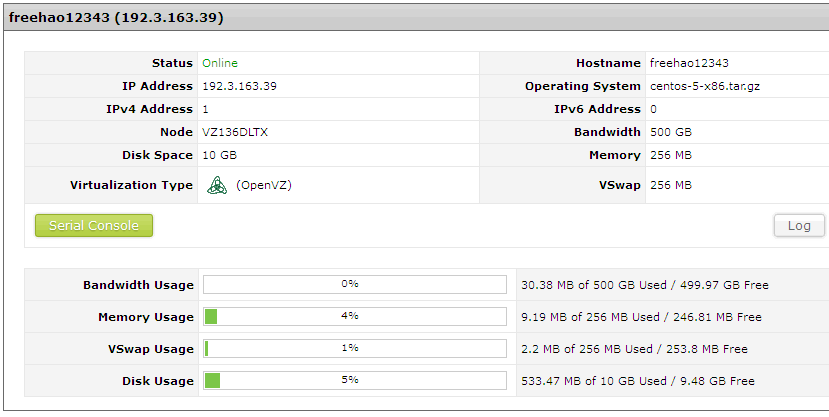 freehao12343 (192.3.163.39)
Status Online Hostname freehao12343
IP Address 192.3.163.39 Operating System centos-5-x86.tar.gz
IPv4 Address 1 IPv6 Address 0
Node VZ136DLTX Bandwidth 500 GB
Disk Space 10 GB Memory 256 MB
Virtualization Type (OpenVZ) VSwap 256 MB
Serial Console Log
Bandwidth Usage 0% 30.38 MB of 500 GB Used / 499.97 GB Free
Memory Usage 4% 9.19 MB of 256 MB Used / 246.81 MB Free
VSwap Usage 1% 2.2 MB of 256 MB Used / 253.8 MB Free
Disk Usage 5% 533.47 MB of 10 GB Used / 9.48 GB Free